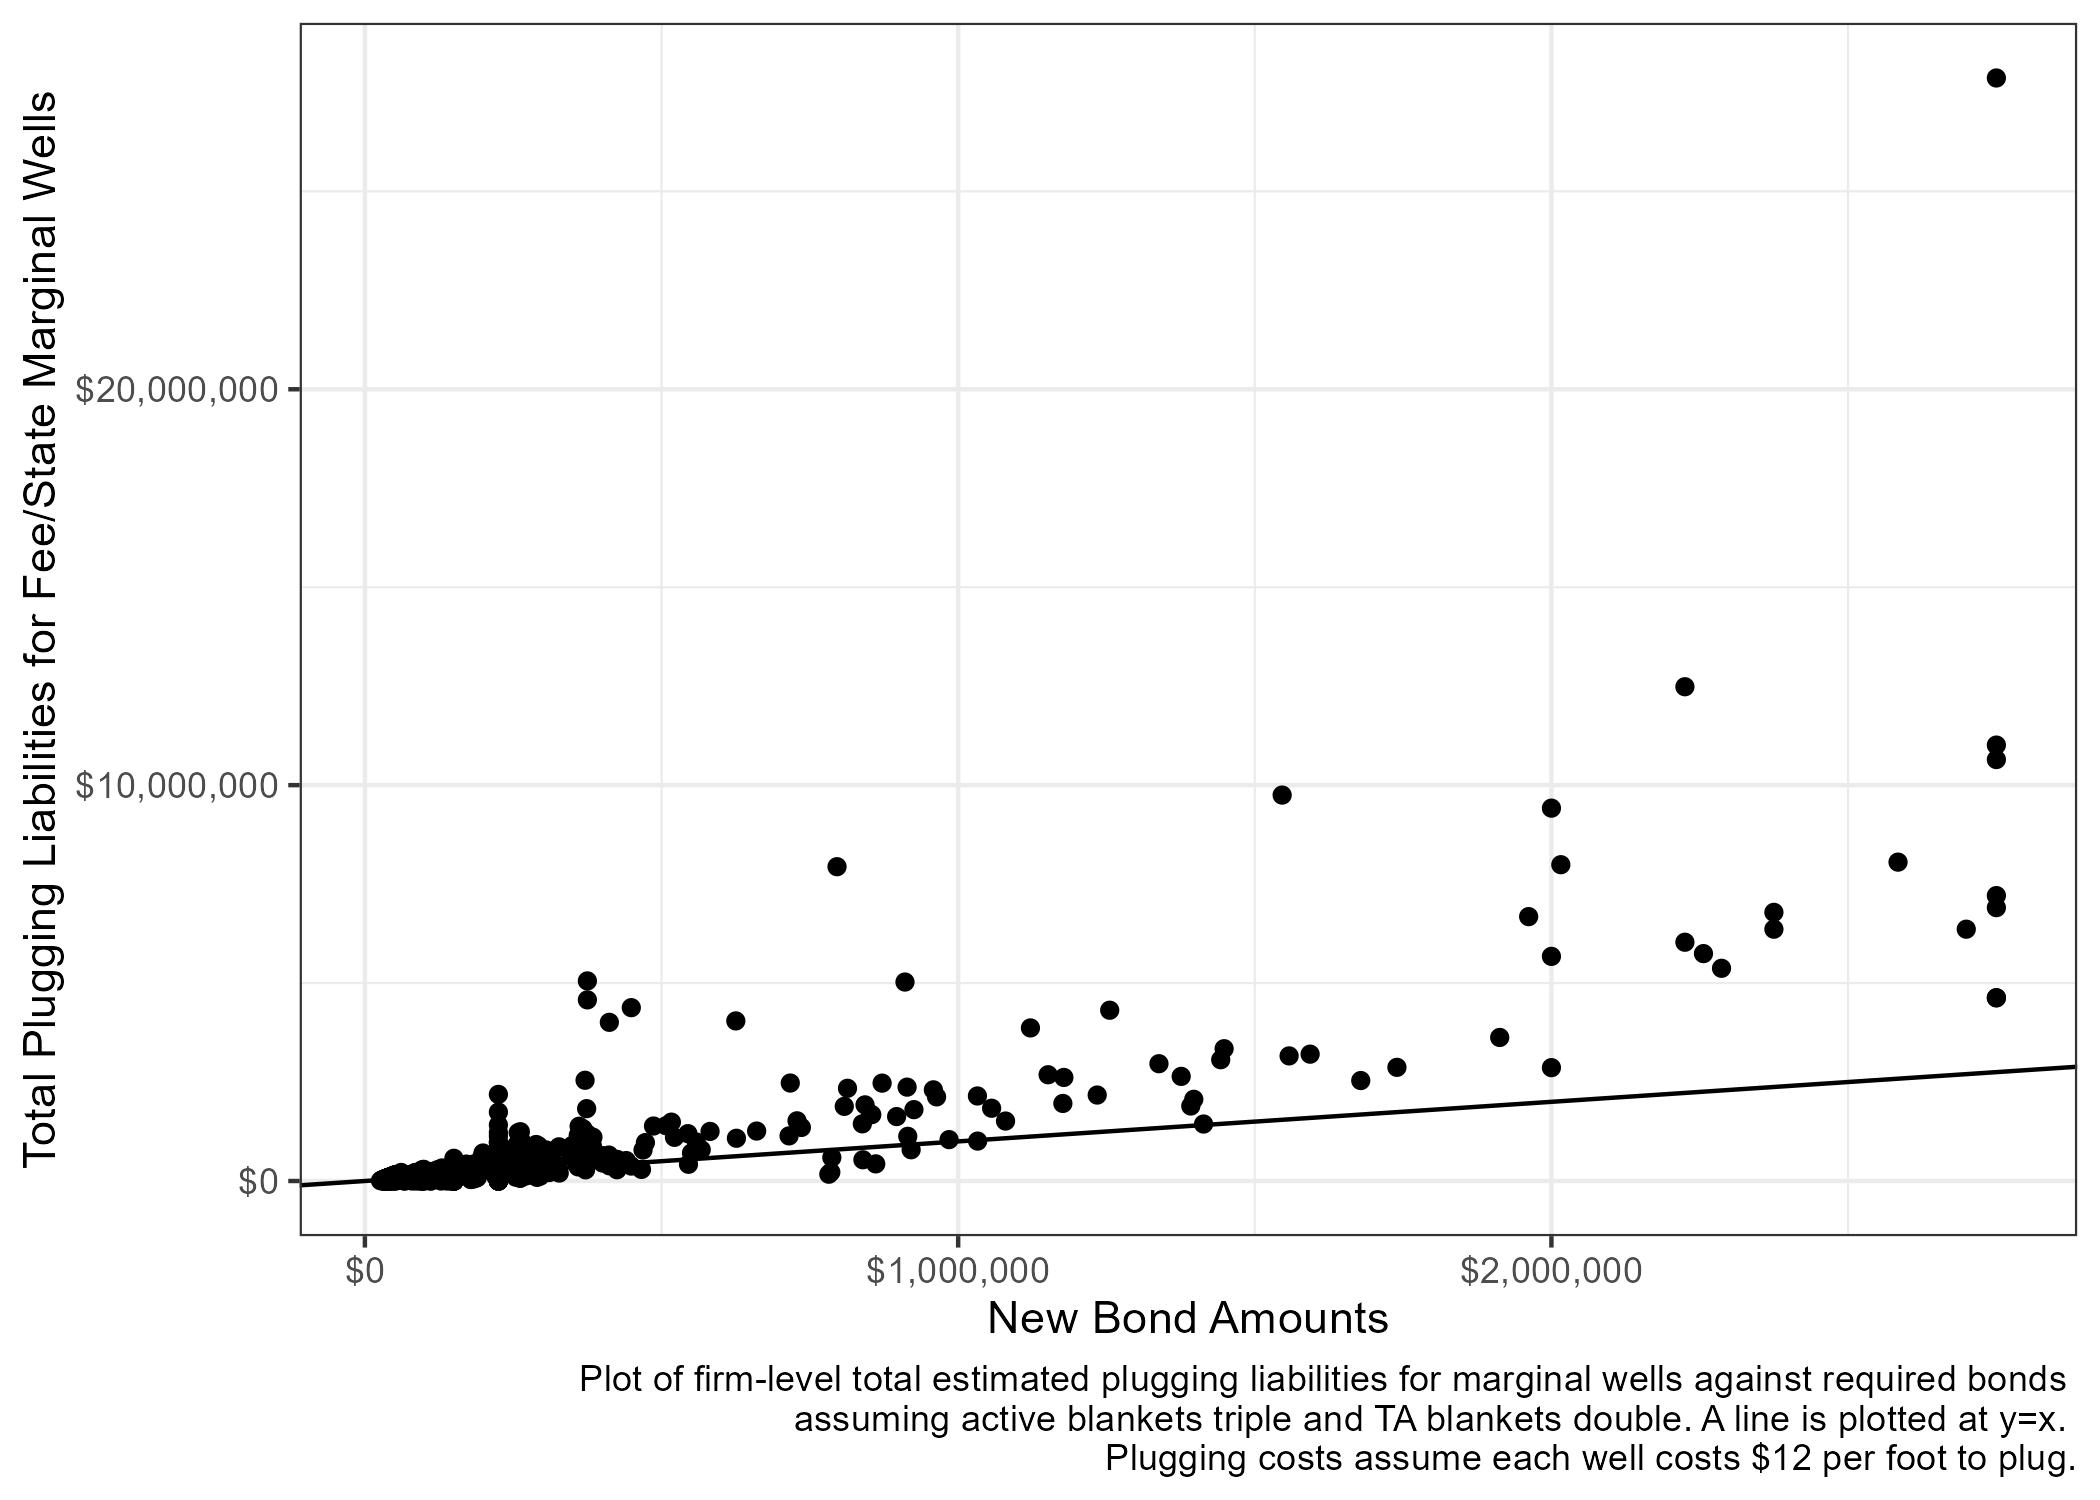 Total Plugging Liabilities for Fee/State Marginal Wells
$20,000,000
$10,000,000
$0
$0
$1,000,000
$2,000,000
New Bond Amounts
Plot of firm-level total estimated plugging liabilities for marginal wells against required bonds
assuming active blankets triple and TA blankets double. A line is plotted at y=x.
Plugging costs assume each well costs $12 per foot to plug.